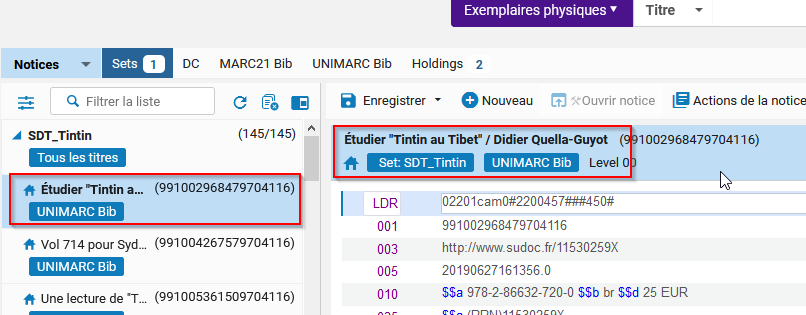 Exemplaires physiques Titre
Notices Sets 1 DC MARC21 Bib UNIMARC Bib Holdings 2
Filtrer la liste
SDT_Tintin (145/145)
Tous les titres
Étudier "Tintin a... (991002968479704116)
UNIMARC Bib
Vol 714 pour Syd... (991004267579704116)
UNIMARC Bib
Une lecture de "T... (991005361509704116)
Enregistrer Nouveau Ouvrir notice Actions de la notice
Étudier "Tintin au Tibet" / Didier Quella-Guyot (991002968479704116)
Set: SDT_Tintin UNIMARC Bib Level 00
LDR 02201cam0#2200457###450#
001 991002968479704116
003 http://www.sudoc.fr/11530259X
005 20190627161356.0
010 $$a 978-2-86632-720-0 $$b br $$d 25 EUR
035 $$a (PPN)11530259X